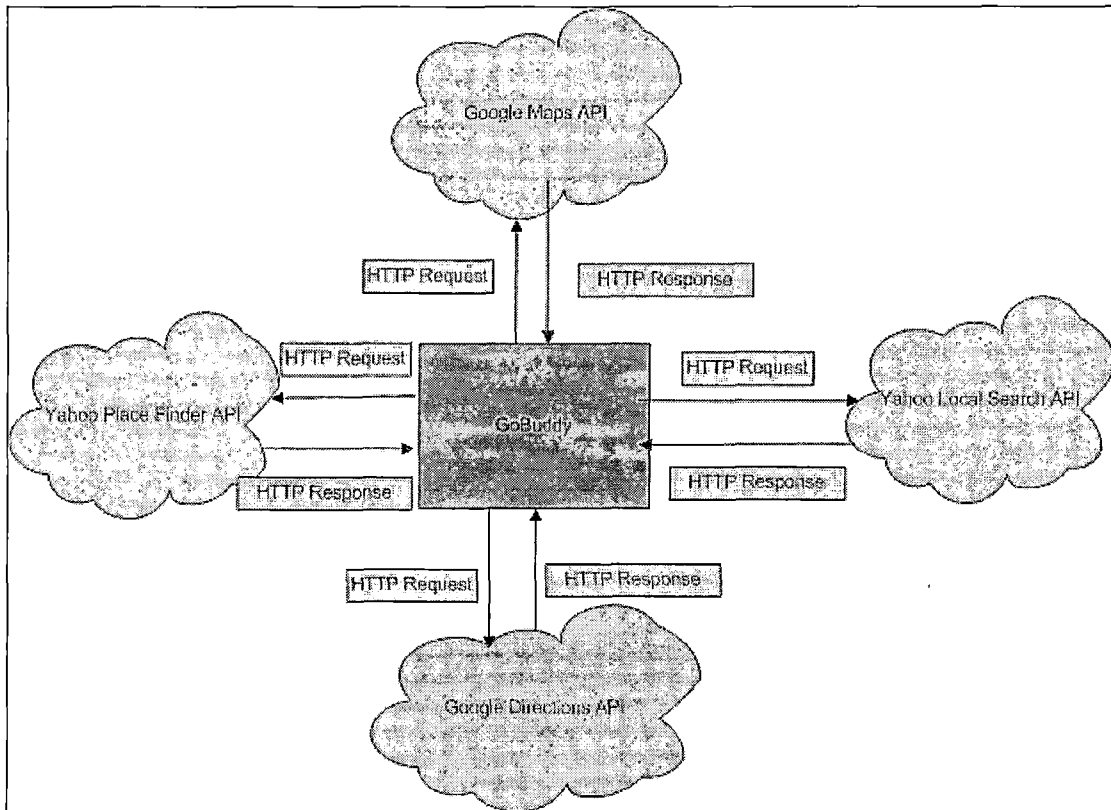 Google Maps API
HTTP Request
HTTP Response
HTTP Request
HTTP Request
Yahoo Place Finder API
GoBuddy
Yahoo Local Search API
HTTP Response
HTTP Response
HTTP Request
HTTP Response
Google Directions API